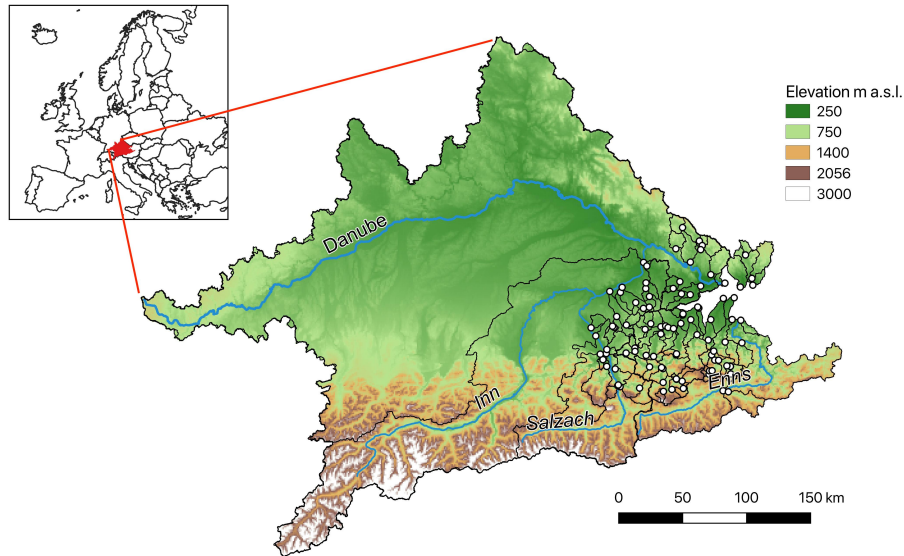 Elevation m a.s.l.
250
750
1400
2056
3000
Danube
Inn
Salzach
Enns
0 50 100 150 km